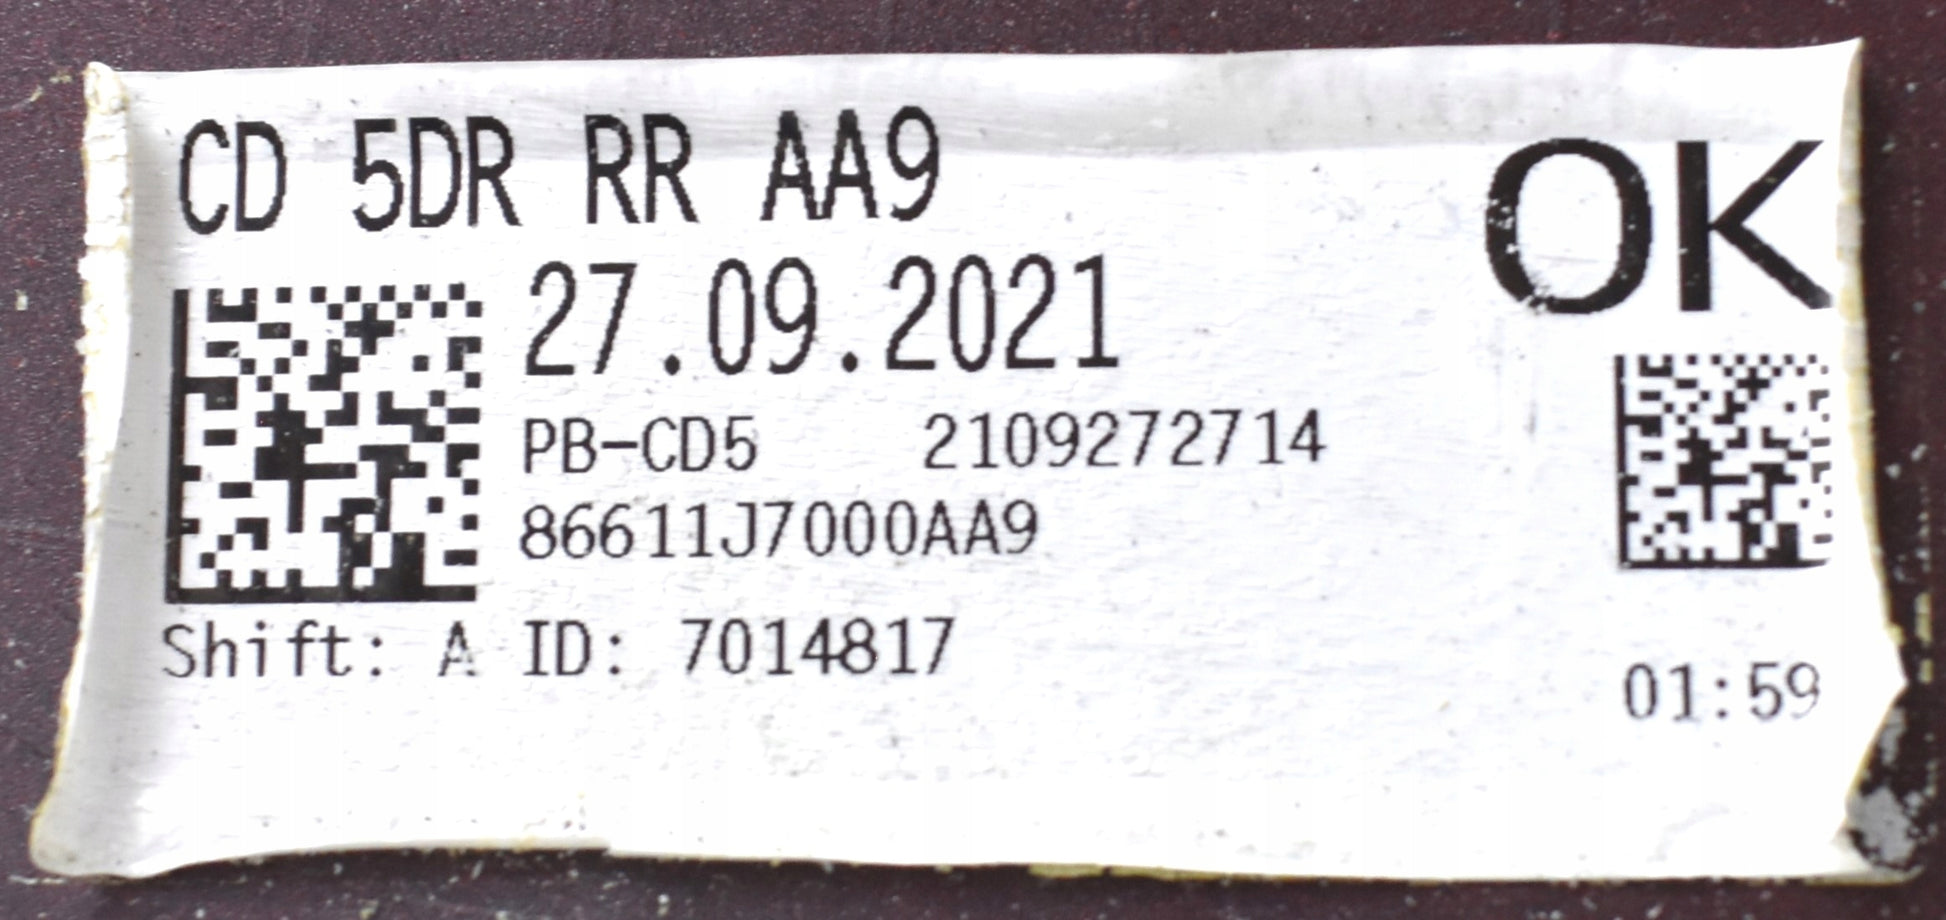 CD 5DR RR AA9
OK
27.09.2021
PB-CD5 2109272714
86611J7000AA9
Shift: A ID: 7014817
01:59